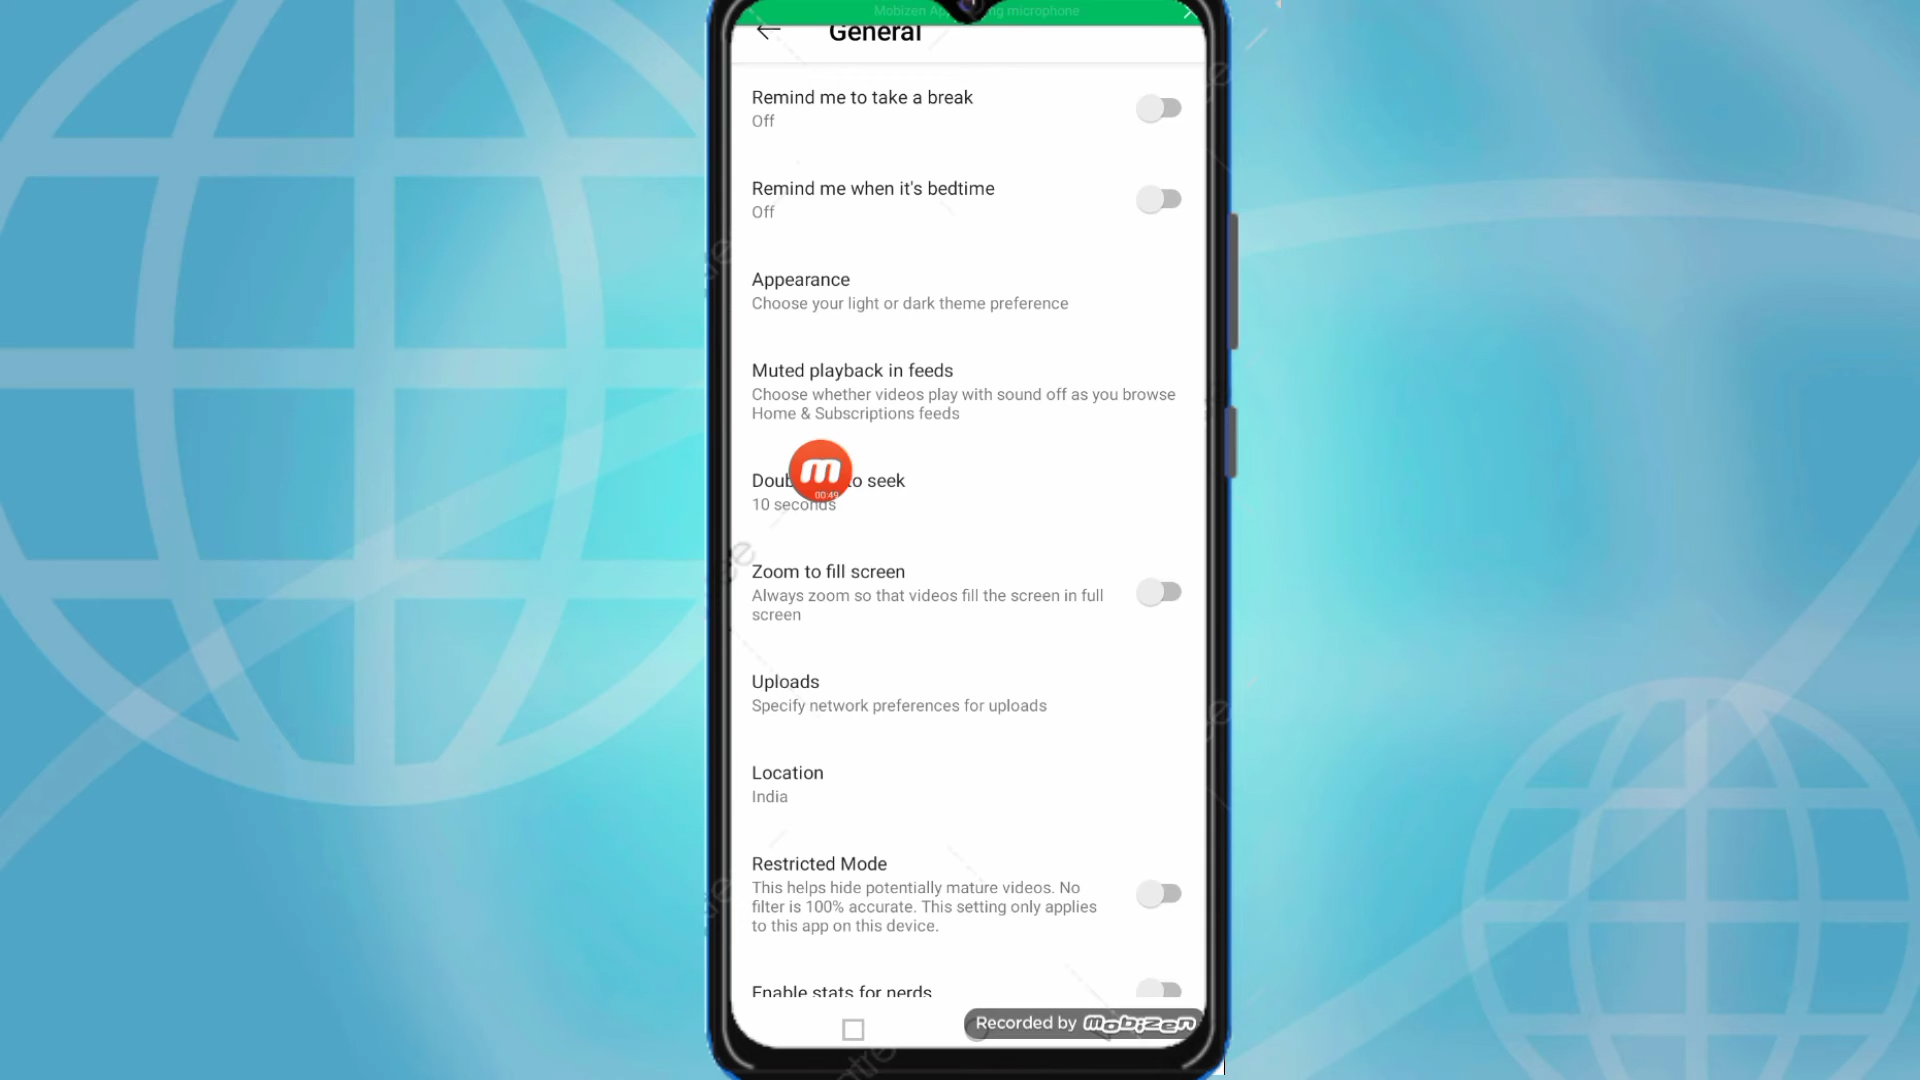 General
Remind me to take a break
Off
Remind me when it's bedtime
Off
Appearance
Choose your light or dark theme preference
Muted playback in feeds
Choose whether videos play with sound off as you browse
Home & Subscriptions feeds
to seek
00:49
10 seconds
Zoom to fill screen
Always zoom so that videos fill the screen in full
screen
Uploads
Specify network preferences for uploads
Location
India
Restricted Mode
This helps hide potentially mature videos. No
filter is 100% accurate. This setting only applies
to this app on this device.
Enable stats for nerds
Recorded by Mobizen